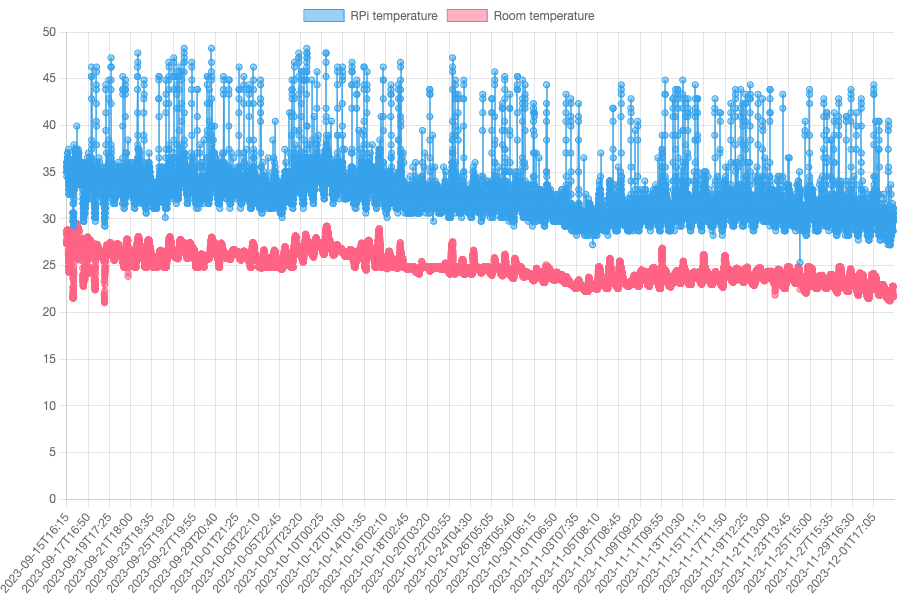 RPi temperature Room temperature
50
45
40
35
30
25
20
15
10
5
0
2023-09-15T16:15
2023-09-17T16:50
2023-09-19T17:25
2023-09-21T18:00
2023-09-23T18:35
2023-09-25T19:20
2023-09-27T19:55
2023-09-29T20:40
2023-10-01T21:25
2023-10-03T22:10
2023-10-05T22:45
2023-10-07T23:20
2023-10-10T00:25
2023-10-12T01:00
2023-10-14T01:35
2023-10-16T02:10
2023-10-18T02:45
2023-10-20T03:20
2023-10-22T03:55
2023-10-24T04:30
2023-10-26T05:05
2023-10-28T05:40
2023-10-30T06:15
2023-11-01T06:50
2023-11-03T07:35
2023-11-05T08:10
2023-11-07T08:45
2023-11-09T09:20
2023-11-11T09:55
2023-11-13T10:30
2023-11-15T11:15
2023-11-17T11:50
2023-11-19T12:25
2023-11-21T13:00
2023-11-23T13:45
2023-11-25T15:00
2023-11-27T15:35
2023-11-29T16:30
2023-12-01T17:05